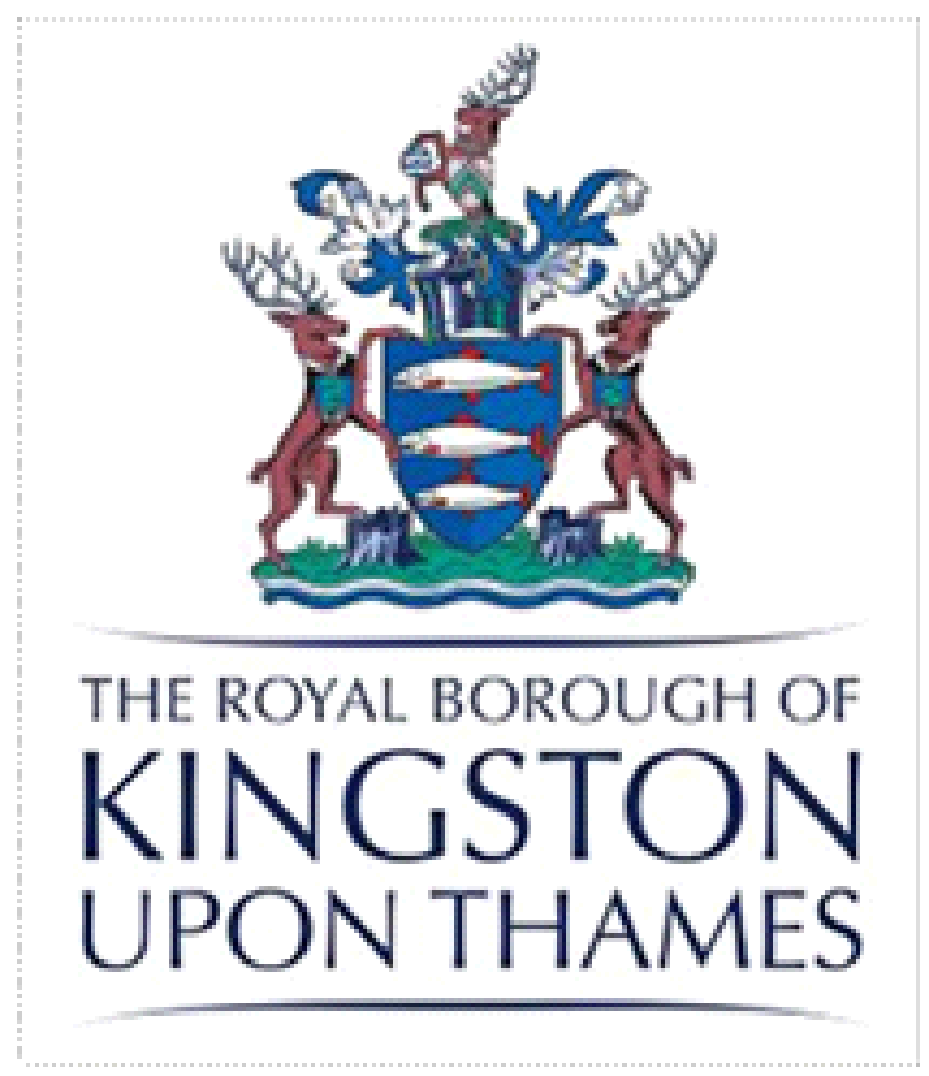 THE ROYAL BOROUGH OF
KINGSTON
UPON THAMES